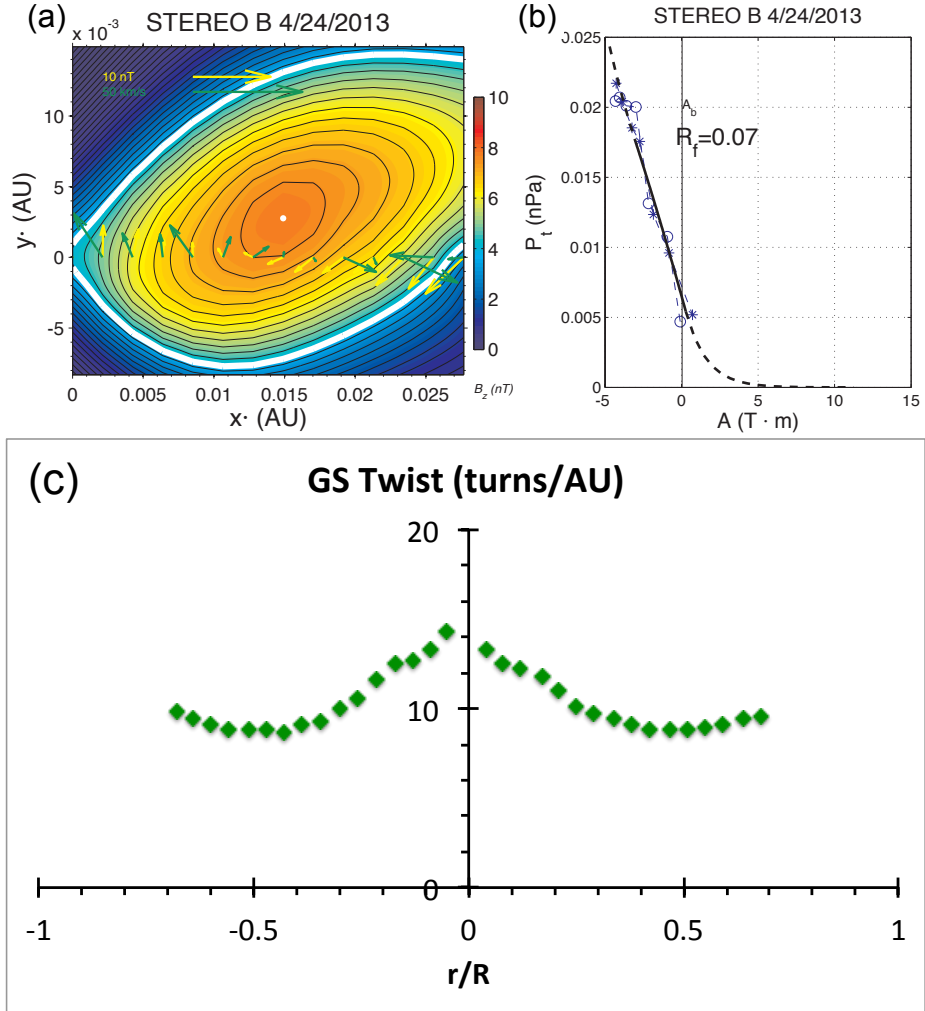 (a)
STEREO B 4/24/2013
× 10⁻³
10 nT
50 km/s
10
5
0
-5
y· (AU)
0
0.005
0.01
0.015
0.02
0.025
x· (AU)
10
8
6
4
2
0
B_z (nT)
(b)
STEREO B 4/24/2013
0.025
0.02
0.015
0.01
0.005
0
P_t (nPa)
A_b
R_f=0.07
-5
0
5
10
15
A (T · m)
(c)
GS Twist (turns/AU)
20
10
0
-1
-0.5
0
0.5
1
r/R